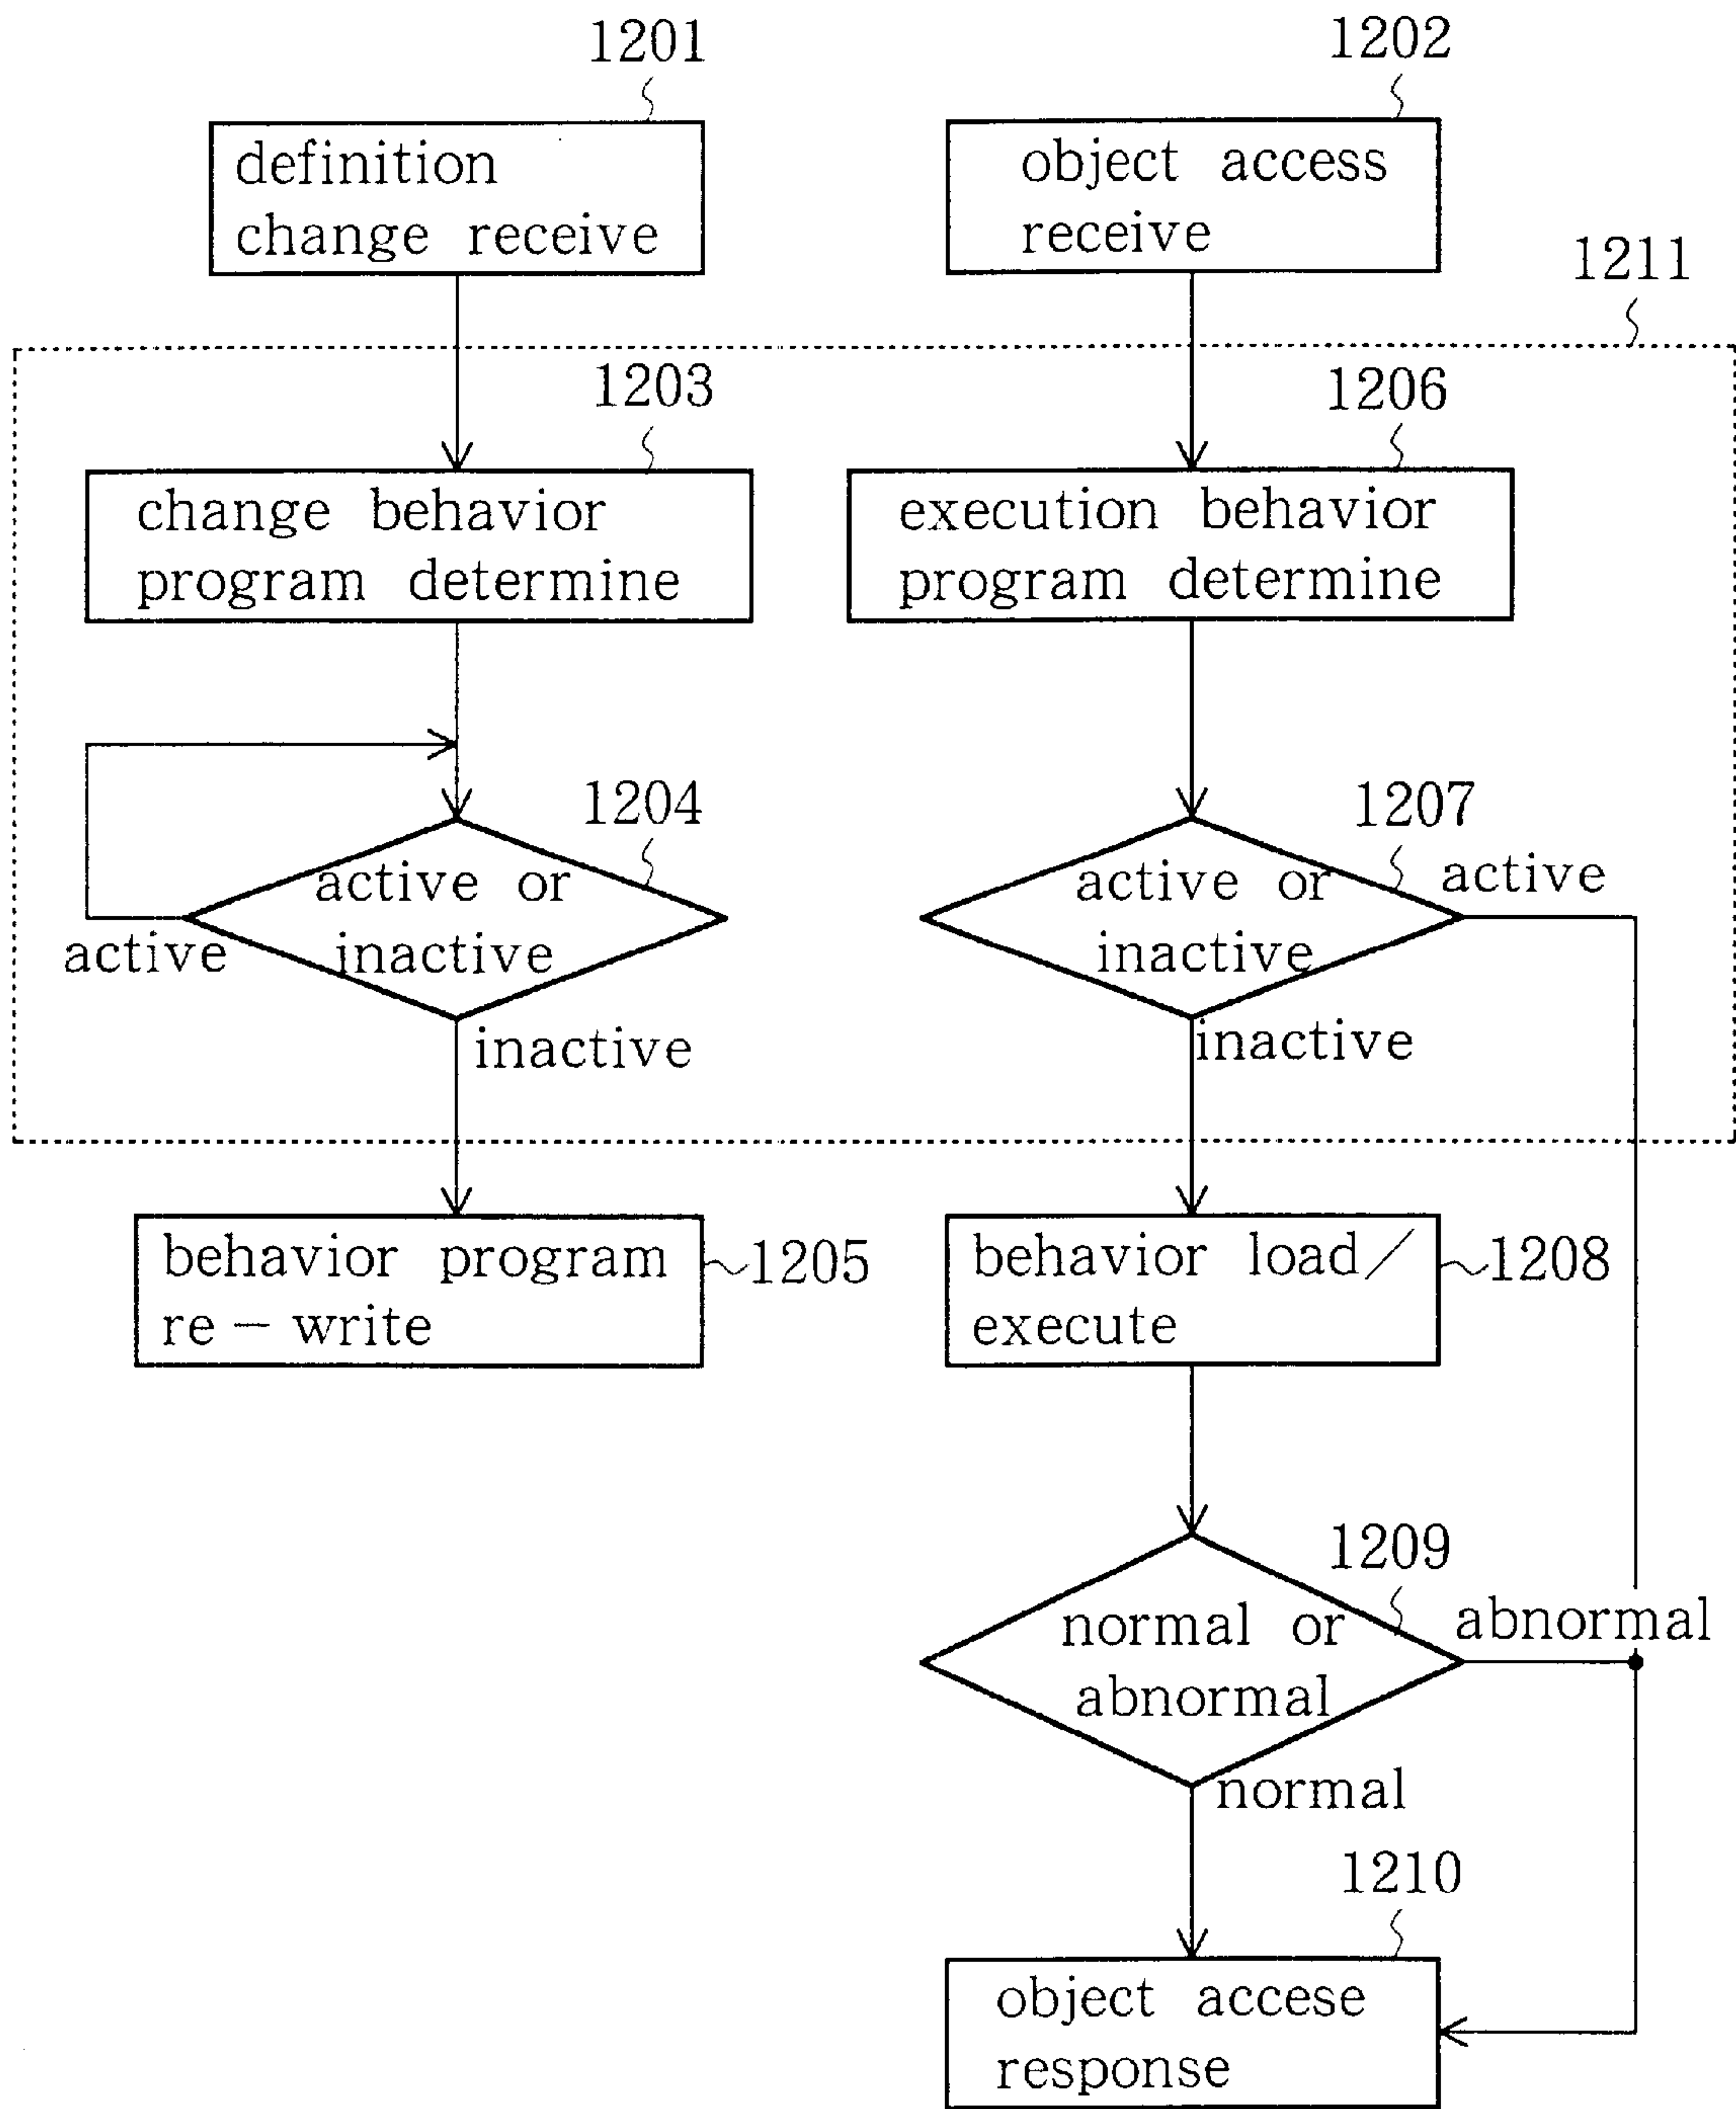 1201
definition
change receive
1202
object access
receive
1211
1203
change behavior
program determine
1206
execution behavior
program determine
1204
active or
inactive
active
inactive
1207
active or
inactive
active
inactive
behavior program
re-write
1205
behavior load/
execute
1208
1209
normal or
abnormal
abnormal
normal
1210
object accese
response